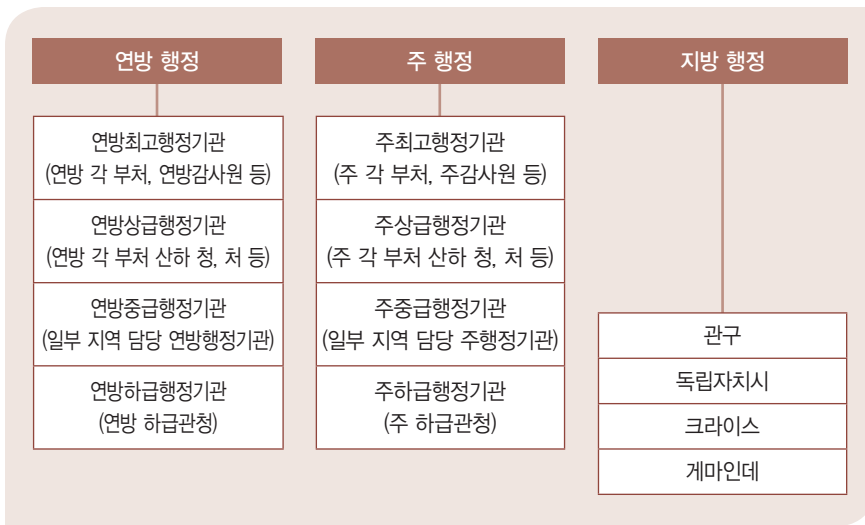 연방 행정
연방최고행정기관
(연방 각 부처, 연방감사원 등)
연방상급행정기관
(연방 각 부처 산하 청, 처 등)
연방중급행정기관
(일부 지역 담당 연방행정기관)
연방하급행정기관
(연방 하급관청)
주 행정
주최고행정기관
(주 각 부처, 주감사원 등)
주상급행정기관
(주 각 부처 산하 청, 처 등)
주중급행정기관
(일부 지역 담당 주행정기관)
주하급행정기관
(주 하급관청)
지방 행정
관구
독립자치시
크라이스
게마인데